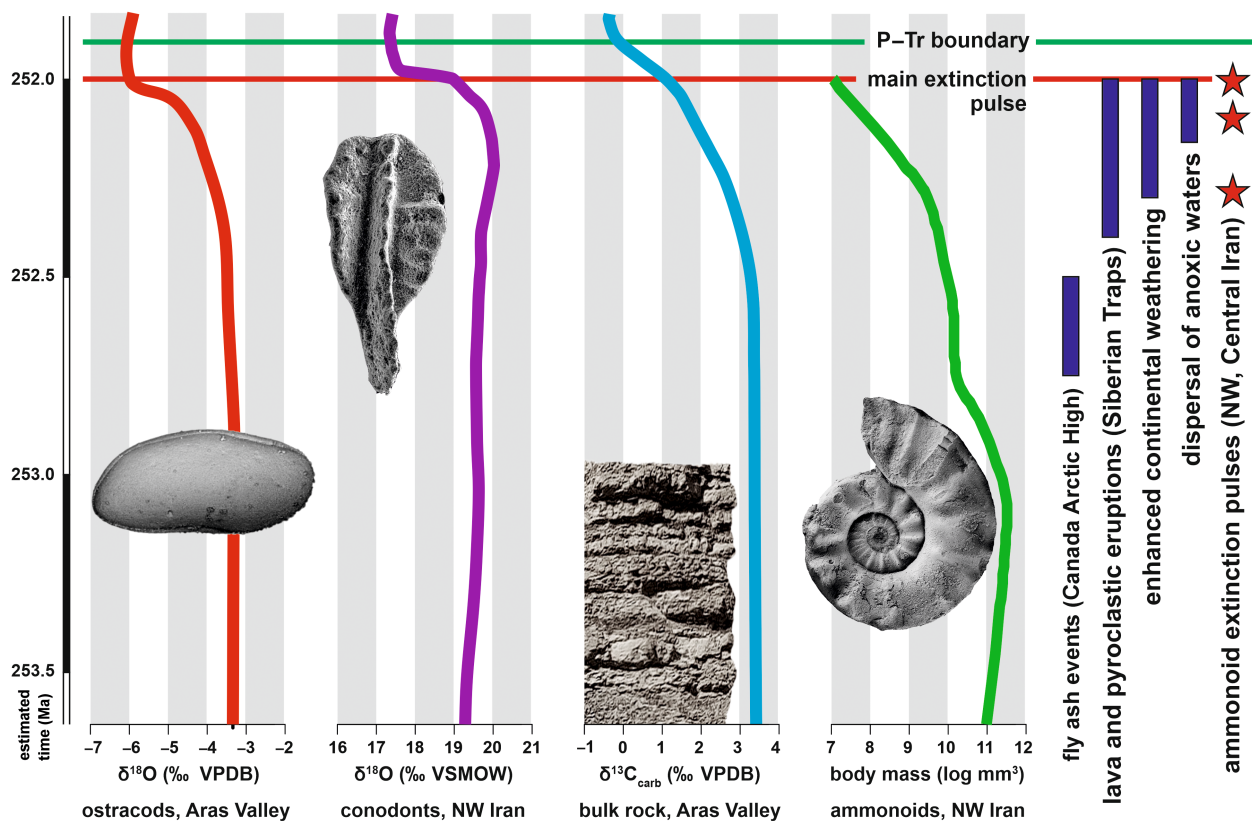 P–Tr boundary
main extinction
pulse
252.0
252.5
253.0
253.5
estimated
time (Ma)
–7 –6 –5 –4 –3 –2
δ¹⁸O (‰ VPDB)
ostracods, Aras Valley
16 17 18 19 20 21
δ¹⁸O (‰ VSMOW)
conodonts, NW Iran
–1 0 1 2 3 4
δ¹³C_carb (‰ VPDB)
bulk rock, Aras Valley
7 8 9 10 11 12
body mass (log mm³)
ammonoids, NW Iran
fly ash events (Canada Arctic High)
lava and pyroclastic eruptions (Siberian Traps)
enhanced continental weathering
dispersal of anoxic waters
ammonoid extinction pulses (NW, Central Iran)